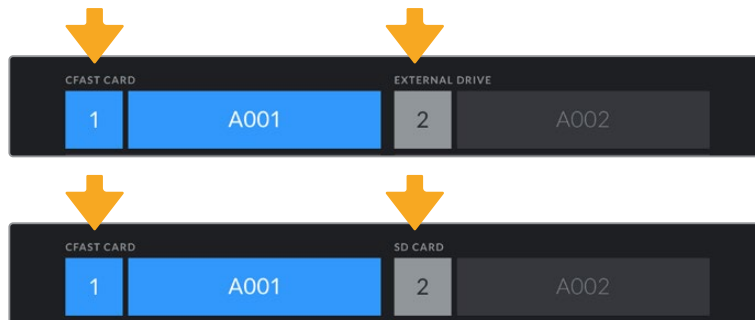 CFAST CARD EXTERNAL DRIVE
1 A001 2 A002
CFAST CARD SD CARD
1 A001 2 A002